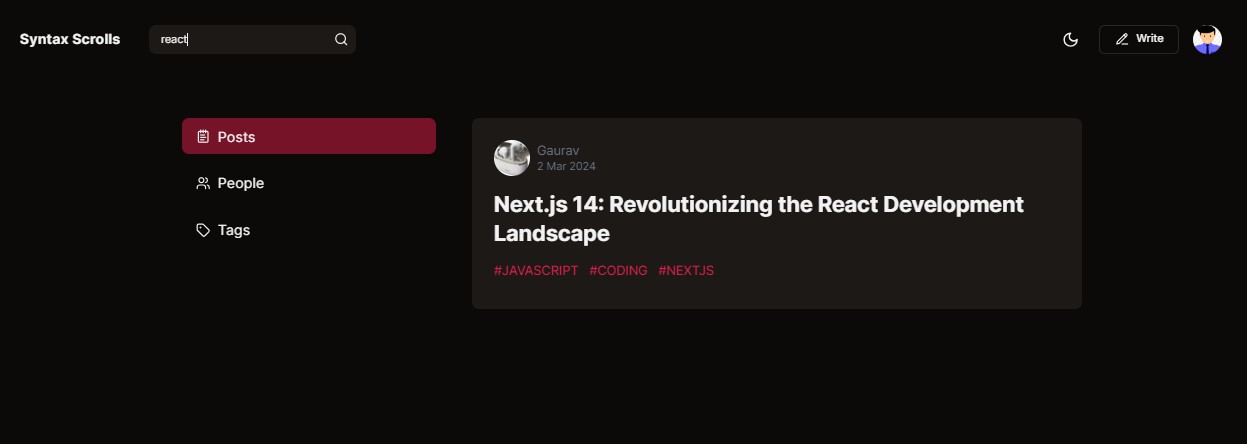 Syntax Scrolls
react
Write
Posts
People
Tags
Gaurav
2 Mar 2024
Next.js 14: Revolutionizing the React Development
Landscape
#JAVASCRIPT #CODING #NEXTJS